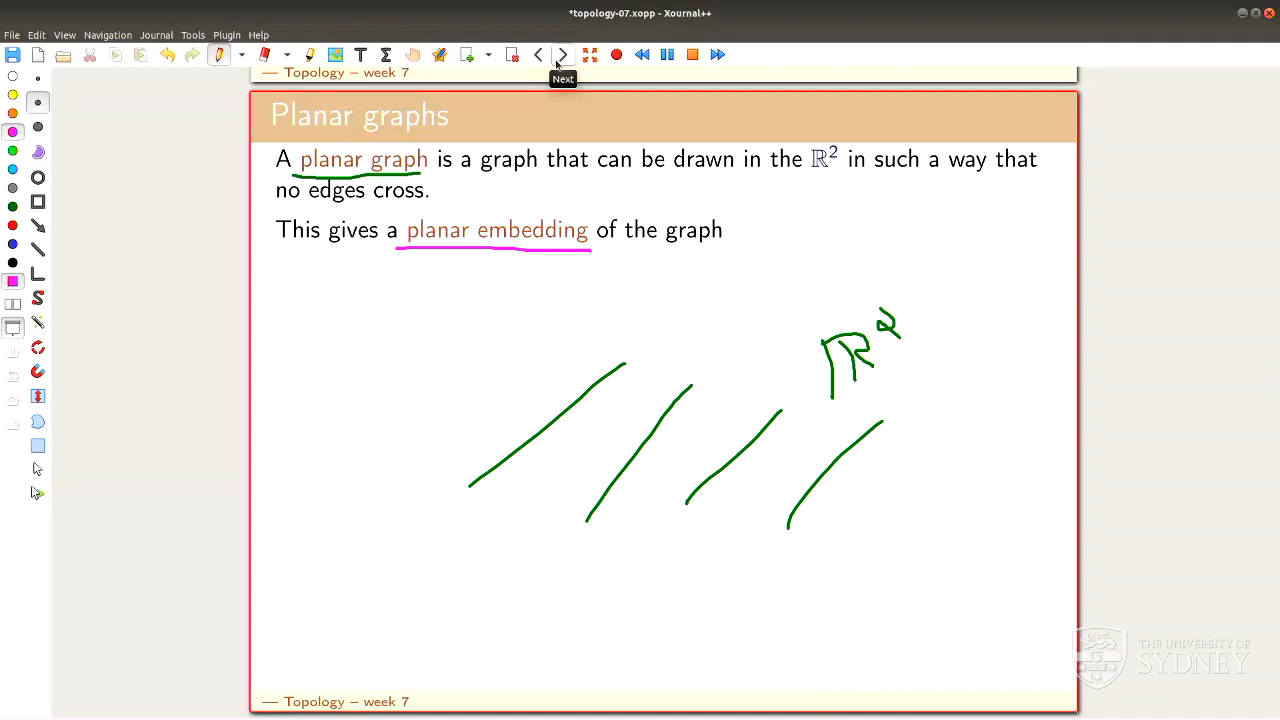 *topology-07.xopp - Xournal++
File Edit View Navigation Journal Tools Plugin Help
Next
— Topology – week 7
Planar graphs
A planar graph is a graph that can be drawn in the ℝ² in such a way that
no edges cross.
This gives a planar embedding of the graph
ℝ²
— Topology – week 7
THE UNIVERSITY OF
SYDNEY